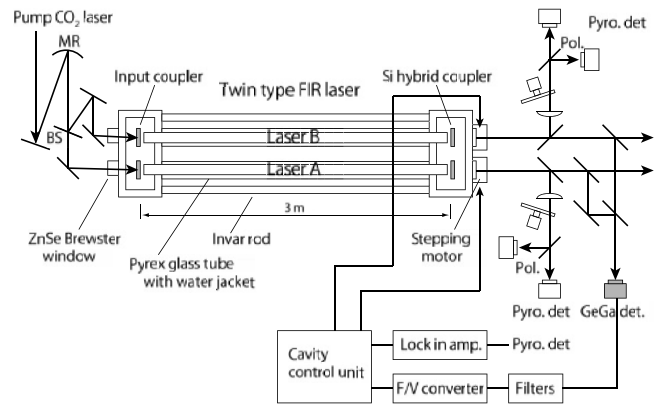 Pump CO2 laser
MR
Pyro. det
Pol.
Input coupler
Twin type FIR laser
Si hybrid coupler
BS
Laser B
Laser A
3 m
ZnSe Brewster
window
Invar rod
Pyrex glass tube
with water jacket
Stepping
motor
Pol.
Pyro. det
GeGa det.
Cavity
control unit
Lock in amp.
Pyro. det
F/V converter
Filters